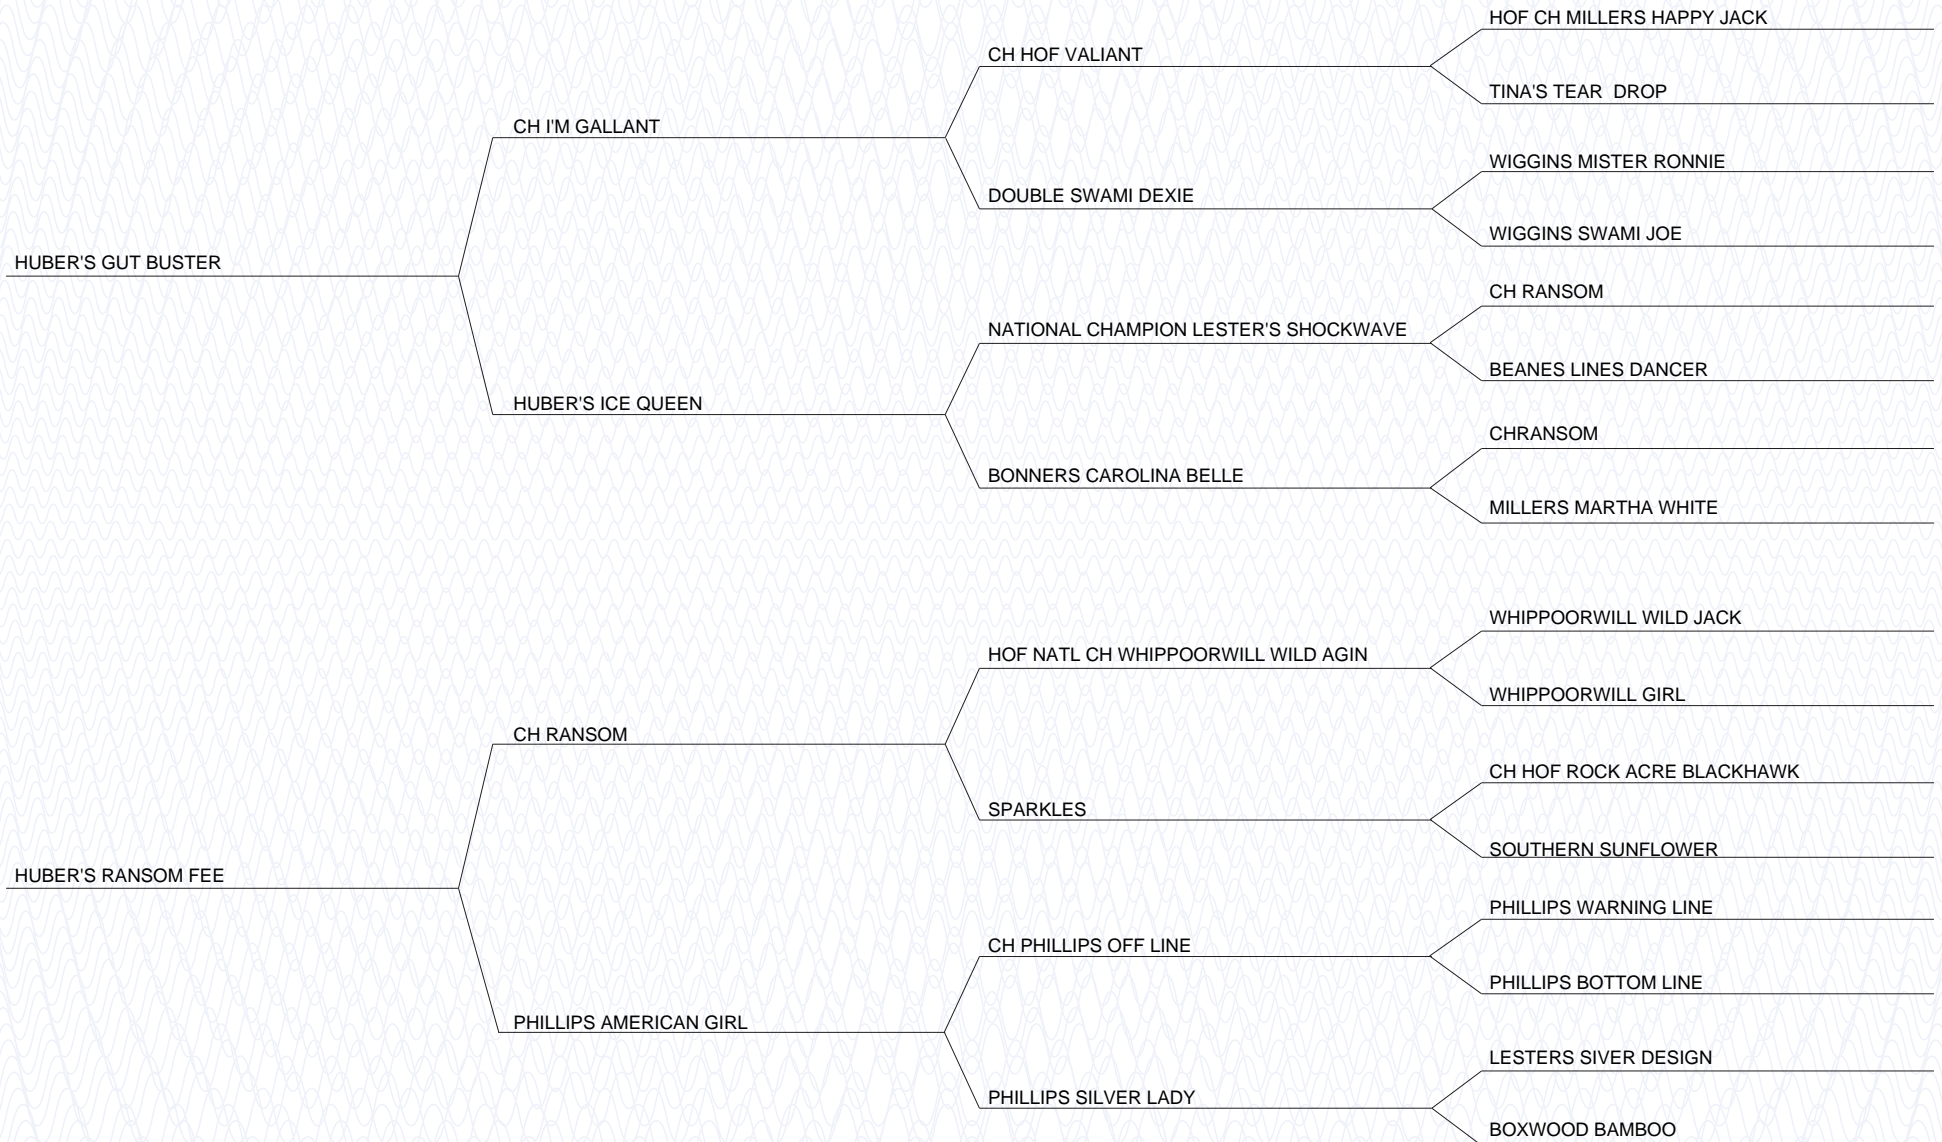 HOF CH MILLERS HAPPY JACK
CH HOF VALIANT
TINA'S TEAR  DROP
CH I'M GALLANT
WIGGINS MISTER RONNIE
DOUBLE SWAMI DEXIE
WIGGINS SWAMI JOE
HUBER'S GUT BUSTER
CH RANSOM
NATIONAL CHAMPION LESTER'S SHOCKWAVE
BEANES LINES DANCER
HUBER'S ICE QUEEN
CHRANSOM
BONNERS CAROLINA BELLE
MILLERS MARTHA WHITE
WHIPPOORWILL WILD JACK
HOF NATL CH WHIPPOORWILL WILD AGIN
WHIPPOORWILL GIRL
CH RANSOM
CH HOF ROCK ACRE BLACKHAWK
SPARKLES
SOUTHERN SUNFLOWER
HUBER'S RANSOM FEE
PHILLIPS WARNING LINE
CH PHILLIPS OFF LINE
PHILLIPS BOTTOM LINE
PHILLIPS AMERICAN GIRL
LESTERS SIVER DESIGN
PHILLIPS SILVER LADY
BOXWOOD BAMBOO